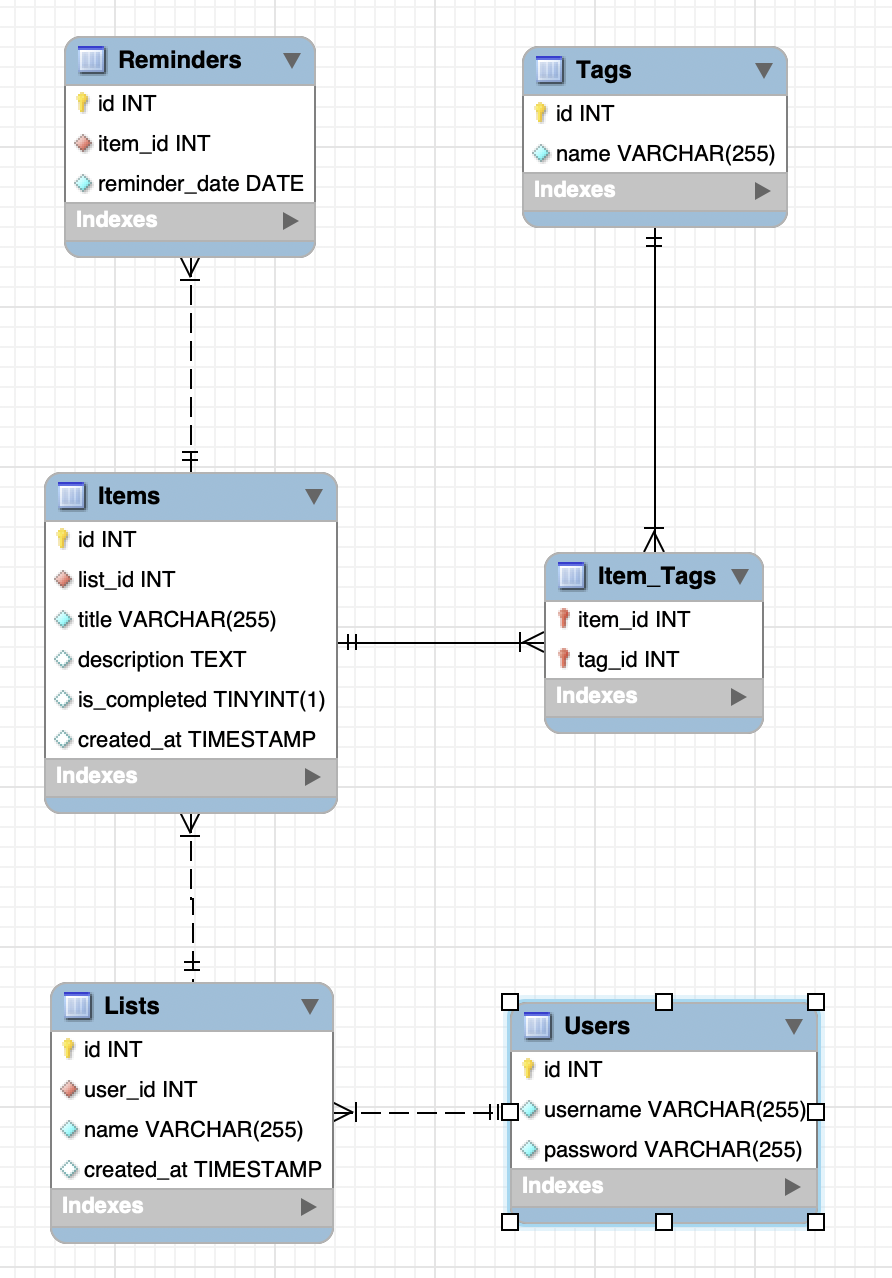 Reminders
id INT
item_id INT
reminder_date DATE
Indexes
Tags
id INT
name VARCHAR(255)
Indexes
Items
id INT
list_id INT
title VARCHAR(255)
description TEXT
is_completed TINYINT(1)
created_at TIMESTAMP
Indexes
Item_Tags
item_id INT
tag_id INT
Indexes
Lists
id INT
user_id INT
name VARCHAR(255)
created_at TIMESTAMP
Indexes
Users
id INT
username VARCHAR(255)
password VARCHAR(255)
Indexes